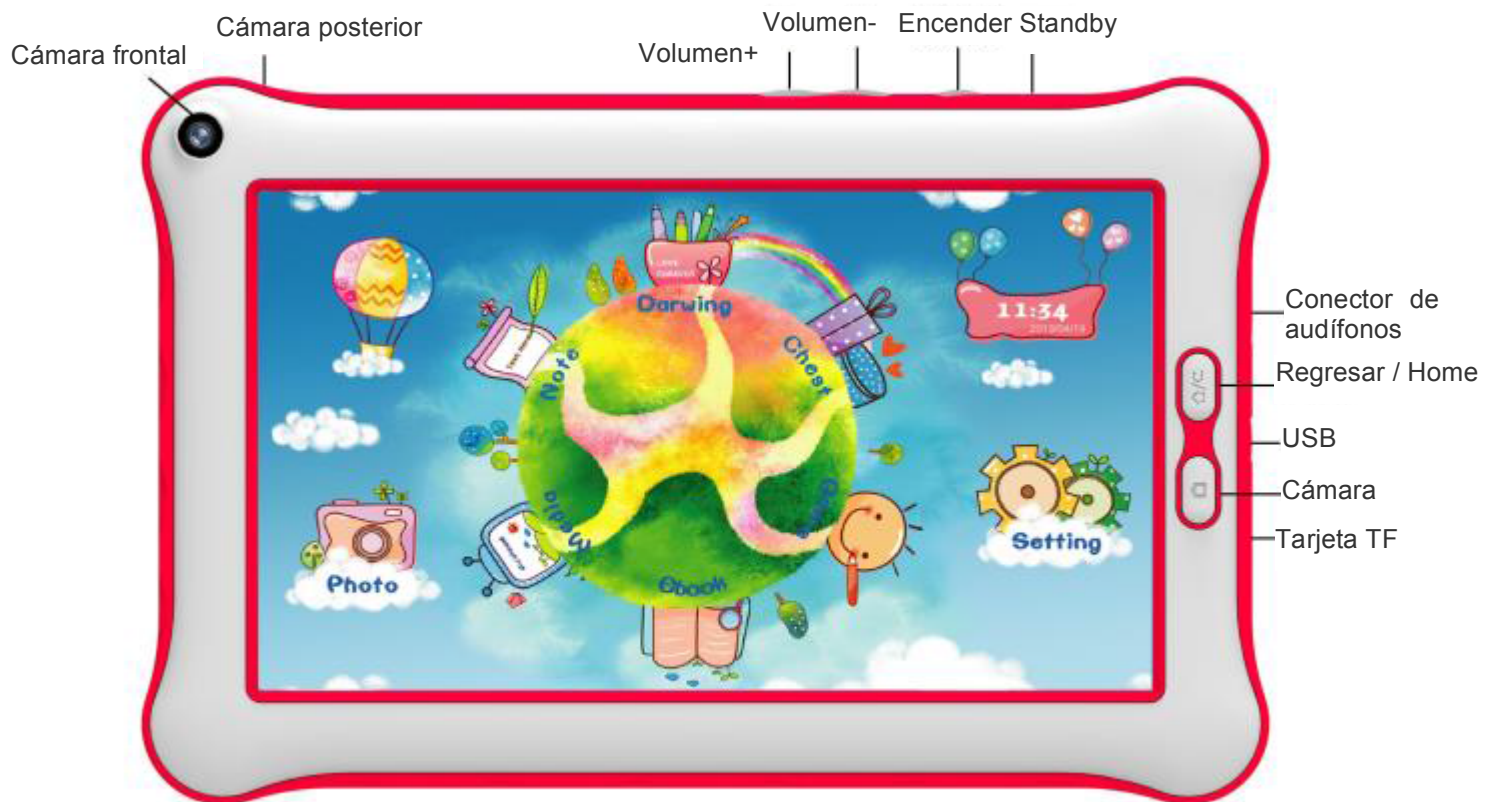 Cámara frontal
Cámara posterior
Volumen+
Volumen-
Encender Standby
Conector de
audífonos
Regresar / Home
USB
Cámara
Tarjeta TF
Darwing
Chest
Note
Media
Ebook
11:34
Photo
Setting